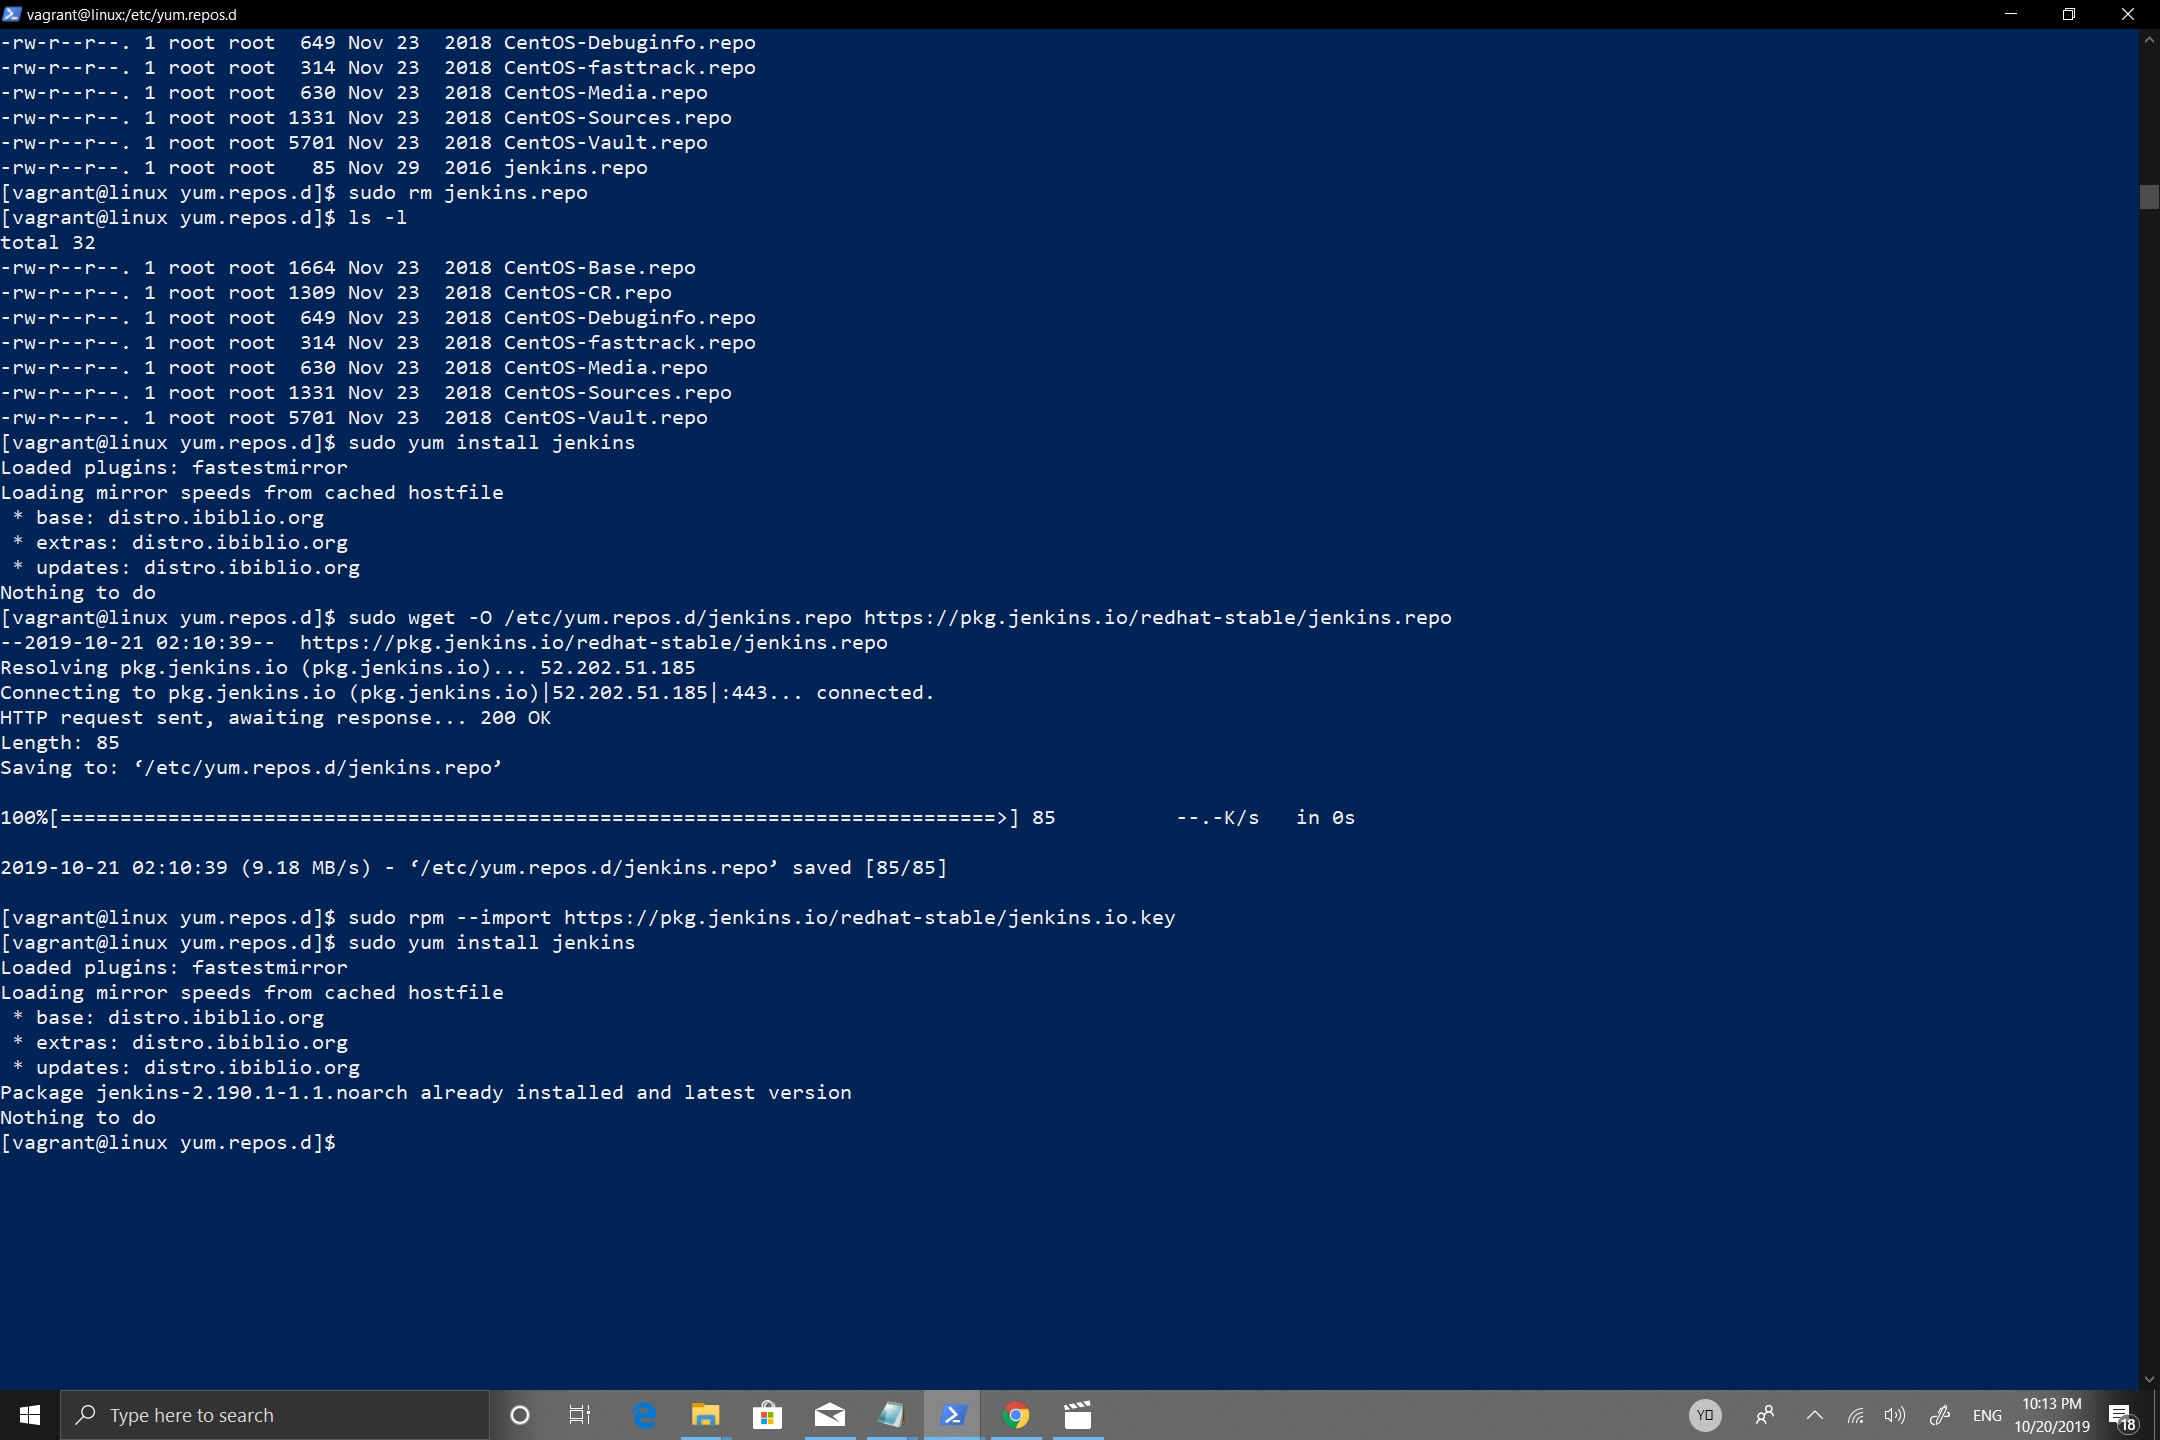 vagrant@linux:/etc/yum.repos.d
-rw-r--r--. 1 root root  649 Nov 23  2018 CentOS-Debuginfo.repo
-rw-r--r--. 1 root root  314 Nov 23  2018 CentOS-fasttrack.repo
-rw-r--r--. 1 root root  630 Nov 23  2018 CentOS-Media.repo
-rw-r--r--. 1 root root 1331 Nov 23  2018 CentOS-Sources.repo
-rw-r--r--. 1 root root 5701 Nov 23  2018 CentOS-Vault.repo
-rw-r--r--. 1 root root   85 Nov 29  2016 jenkins.repo
[vagrant@linux yum.repos.d]$ sudo rm jenkins.repo
[vagrant@linux yum.repos.d]$ ls -l
total 32
-rw-r--r--. 1 root root 1664 Nov 23  2018 CentOS-Base.repo
-rw-r--r--. 1 root root 1309 Nov 23  2018 CentOS-CR.repo
-rw-r--r--. 1 root root  649 Nov 23  2018 CentOS-Debuginfo.repo
-rw-r--r--. 1 root root  314 Nov 23  2018 CentOS-fasttrack.repo
-rw-r--r--. 1 root root  630 Nov 23  2018 CentOS-Media.repo
-rw-r--r--. 1 root root 1331 Nov 23  2018 CentOS-Sources.repo
-rw-r--r--. 1 root root 5701 Nov 23  2018 CentOS-Vault.repo
[vagrant@linux yum.repos.d]$ sudo yum install jenkins
Loaded plugins: fastestmirror
Loading mirror speeds from cached hostfile
 * base: distro.ibiblio.org
 * extras: distro.ibiblio.org
 * updates: distro.ibiblio.org
Nothing to do
[vagrant@linux yum.repos.d]$ sudo wget -O /etc/yum.repos.d/jenkins.repo https://pkg.jenkins.io/redhat-stable/jenkins.repo
--2019-10-21 02:10:39--  https://pkg.jenkins.io/redhat-stable/jenkins.repo
Resolving pkg.jenkins.io (pkg.jenkins.io)... 52.202.51.185
Connecting to pkg.jenkins.io (pkg.jenkins.io)|52.202.51.185|:443... connected.
HTTP request sent, awaiting response... 200 OK
Length: 85
Saving to: ‘/etc/yum.repos.d/jenkins.repo’
100%[==============================================================================>] 85          --.-K/s   in 0s
2019-10-21 02:10:39 (9.18 MB/s) - ‘/etc/yum.repos.d/jenkins.repo’ saved [85/85]
[vagrant@linux yum.repos.d]$ sudo rpm --import https://pkg.jenkins.io/redhat-stable/jenkins.io.key
[vagrant@linux yum.repos.d]$ sudo yum install jenkins
Loaded plugins: fastestmirror
Loading mirror speeds from cached hostfile
 * base: distro.ibiblio.org
 * extras: distro.ibiblio.org
 * updates: distro.ibiblio.org
Package jenkins-2.190.1-1.1.noarch already installed and latest version
Nothing to do
[vagrant@linux yum.repos.d]$
Type here to search
ENG
10:13 PM
10/20/2019
18